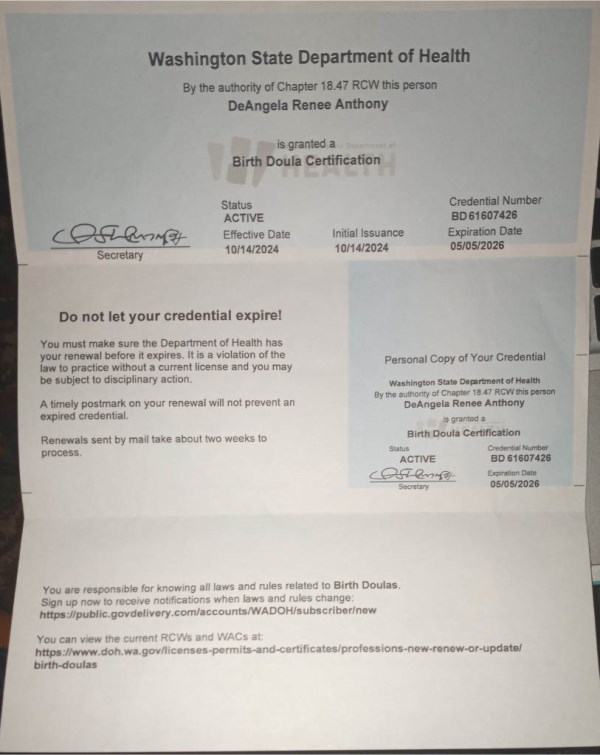 Washington State Department of Health
By the authority of Chapter 18.47 RCW this person
DeAngela Renee Anthony
is granted a
Birth Doula Certification
HEALTH
Status
ACTIVE
Credential Number
BD 61607426
Effective Date
10/14/2024
Initial Issuance
10/14/2024
Expiration Date
05/05/2026
Secretary
Do not let your credential expire!
You must make sure the Department of Health has
your renewal before it expires. It is a violation of the
law to practice without a current license and you may
be subject to disciplinary action.
A timely postmark on your renewal will not prevent an
expired credential.
Renewals sent by mail take about two weeks to
process.
Personal Copy of Your Credential
Washington State Department of Health
By the authority of Chapter 18.47 RCW this person
DeAngela Renee Anthony
is granted a
Birth Doula Certification
Status
ACTIVE
Credential Number
BD 61607426
Secretary
Expiration Date
05/05/2026
You are responsible for knowing all laws and rules related to Birth Doulas.
Sign up now to receive notifications when laws and rules change:
https://public.govdelivery.com/accounts/WADOH/subscriber/new
You can view the current RCWs and WACs at:
https://www.doh.wa.gov/licenses-permits-and-certificates/professions-new-renew-or-update/
birth-doulas